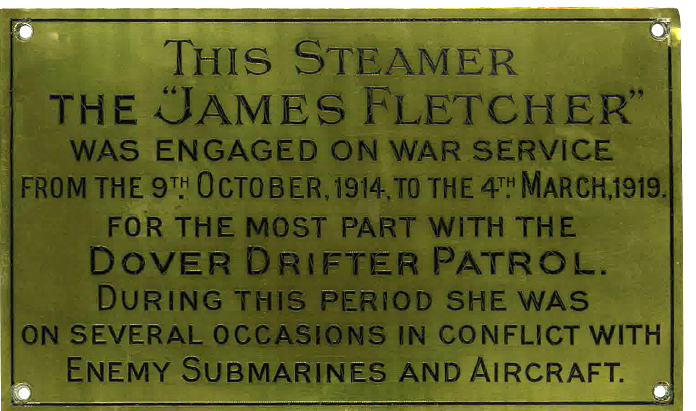 THIS STEAMER
THE "JAMES FLETCHER"
WAS ENGAGED ON WAR SERVICE
FROM THE 9TH. OCTOBER, 1914, TO THE 4TH. MARCH, 1919.
FOR THE MOST PART WITH THE
DOVER DRIFTER PATROL.
DURING THIS PERIOD SHE WAS
ON SEVERAL OCCASIONS IN CONFLICT WITH
ENEMY SUBMARINES AND AIRCRAFT.